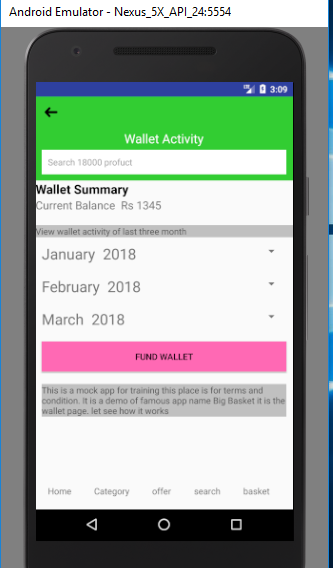 Android Emulator - Nexus_5X_API_24:5554
3:09
Wallet Activity
Search 18000 profuct
Wallet Summary
Current Balance Rs 1345
View wallet activity of last three month
January 2018
February 2018
March 2018
FUND WALLET
This is a mock app for training this place is for terms and
condition. it is a demo of famous app name Big Basket it is the
wallet page. let see how it works
Home Category offer search basket